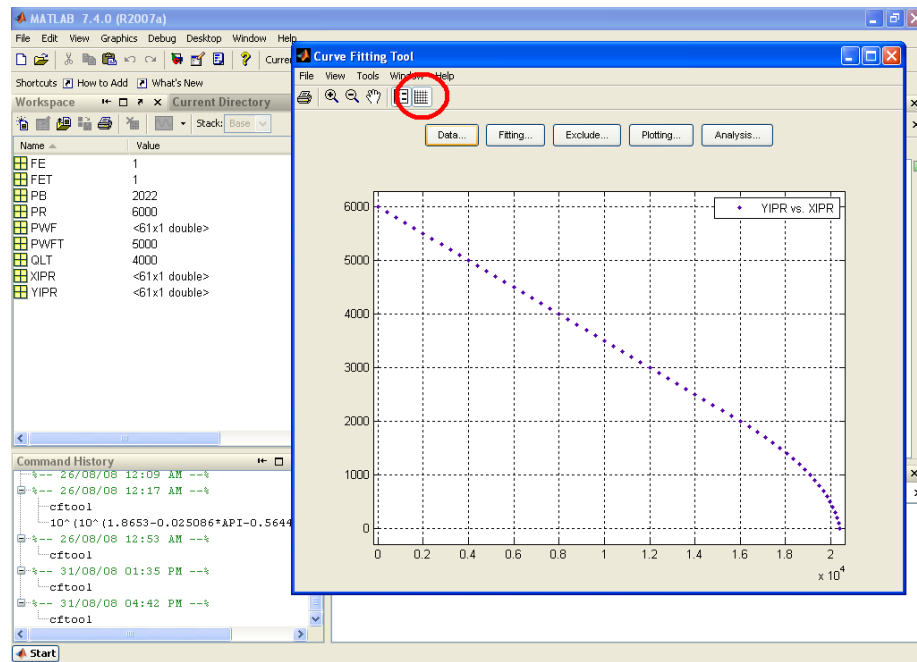 MATLAB 7.4.0 (R2007a)
File Edit View Graphics Debug Desktop Window Help
Shortcuts How to Add What's New
Workspace
Current Directory
Stack: Base
Name Value
FE 1
FET 1
PB 2022
PR 6000
PWF <61x1 double>
PWFT 5000
QLT 4000
XIPR <61x1 double>
YIPR <61x1 double>
Command History
%-- 26/08/08 12:09 AM --%
%-- 26/08/08 12:17 AM --%
cftool
10^(10^(1.8653-0.025086*API-0.5644
%-- 26/08/08 12:53 AM --%
cftool
%-- 31/08/08 01:35 PM --%
cftool
%-- 31/08/08 04:42 PM --%
cftool
Start
Curve Fitting Tool
File View Tools Window Help
Data... Fitting... Exclude... Plotting... Analysis...
YIPR vs. XIPR
6000
5000
4000
3000
2000
1000
0
0 0.2 0.4 0.6 0.8 1 1.2 1.4 1.6 1.8 2
x 10^4